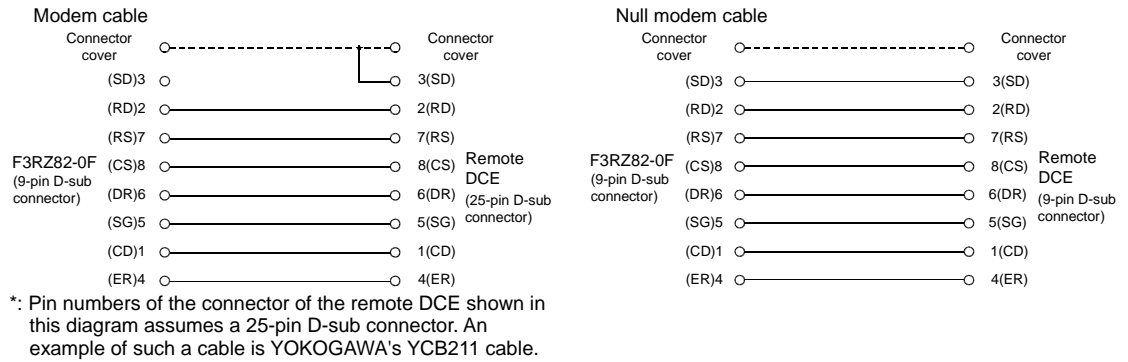 Modem cable
Connector
cover
Connector
cover
(SD)3
3(SD)
(RD)2
2(RD)
(RS)7
7(RS)
F3RZ82-0F
(9-pin D-sub
connector)
(CS)8
8(CS)
Remote
DCE
(25-pin D-sub
connector)
(DR)6
6(DR)
(SG)5
5(SG)
(CD)1
1(CD)
(ER)4
4(ER)
*: Pin numbers of the connector of the remote DCE shown in
this diagram assumes a 25-pin D-sub connector. An
example of such a cable is YOKOGAWA's YCB211 cable.
Null modem cable
Connector
cover
Connector
cover
(SD)3
3(SD)
(RD)2
2(RD)
(RS)7
7(RS)
F3RZ82-0F
(9-pin D-sub
connector)
(CS)8
8(CS)
Remote
DCE
(9-pin D-sub
connector)
(DR)6
6(DR)
(SG)5
5(SG)
(CD)1
1(CD)
(ER)4
4(ER)